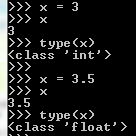 >>> x = 3
>>> x
3
>>> type(x)
<class 'int'>
>>>
>>> x = 3.5
>>> x
3.5
>>> type(x)
<class 'float'>